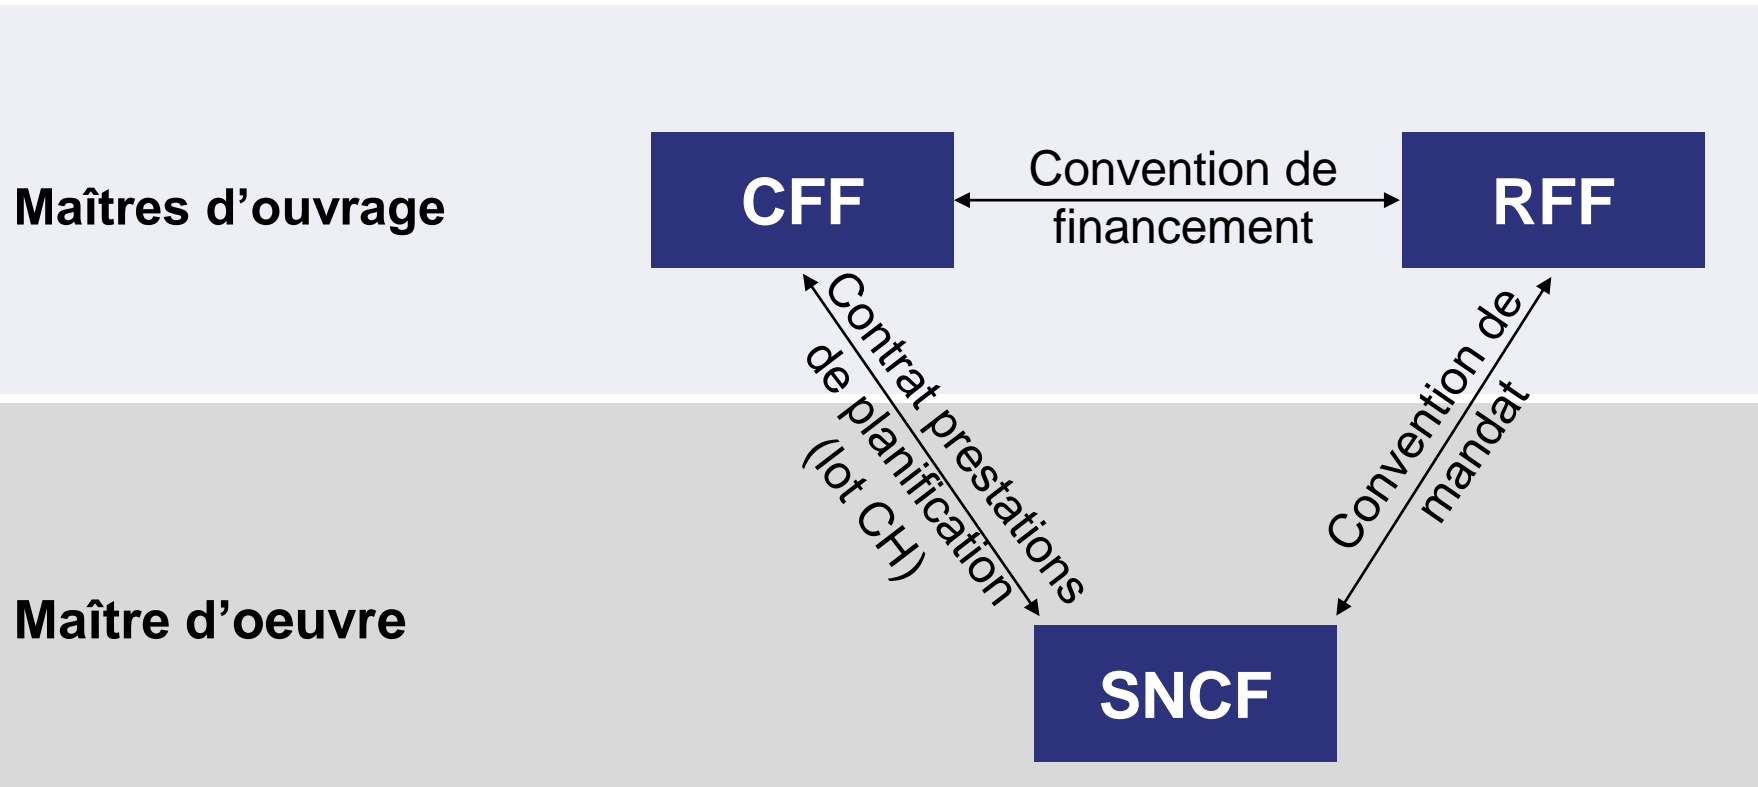 Maîtres d’ouvrage
CFF
Convention de
financement
RFF
Contrat prestations
de planification
(lot CH)
Convention de
mandat
Maître d’oeuvre
SNCF